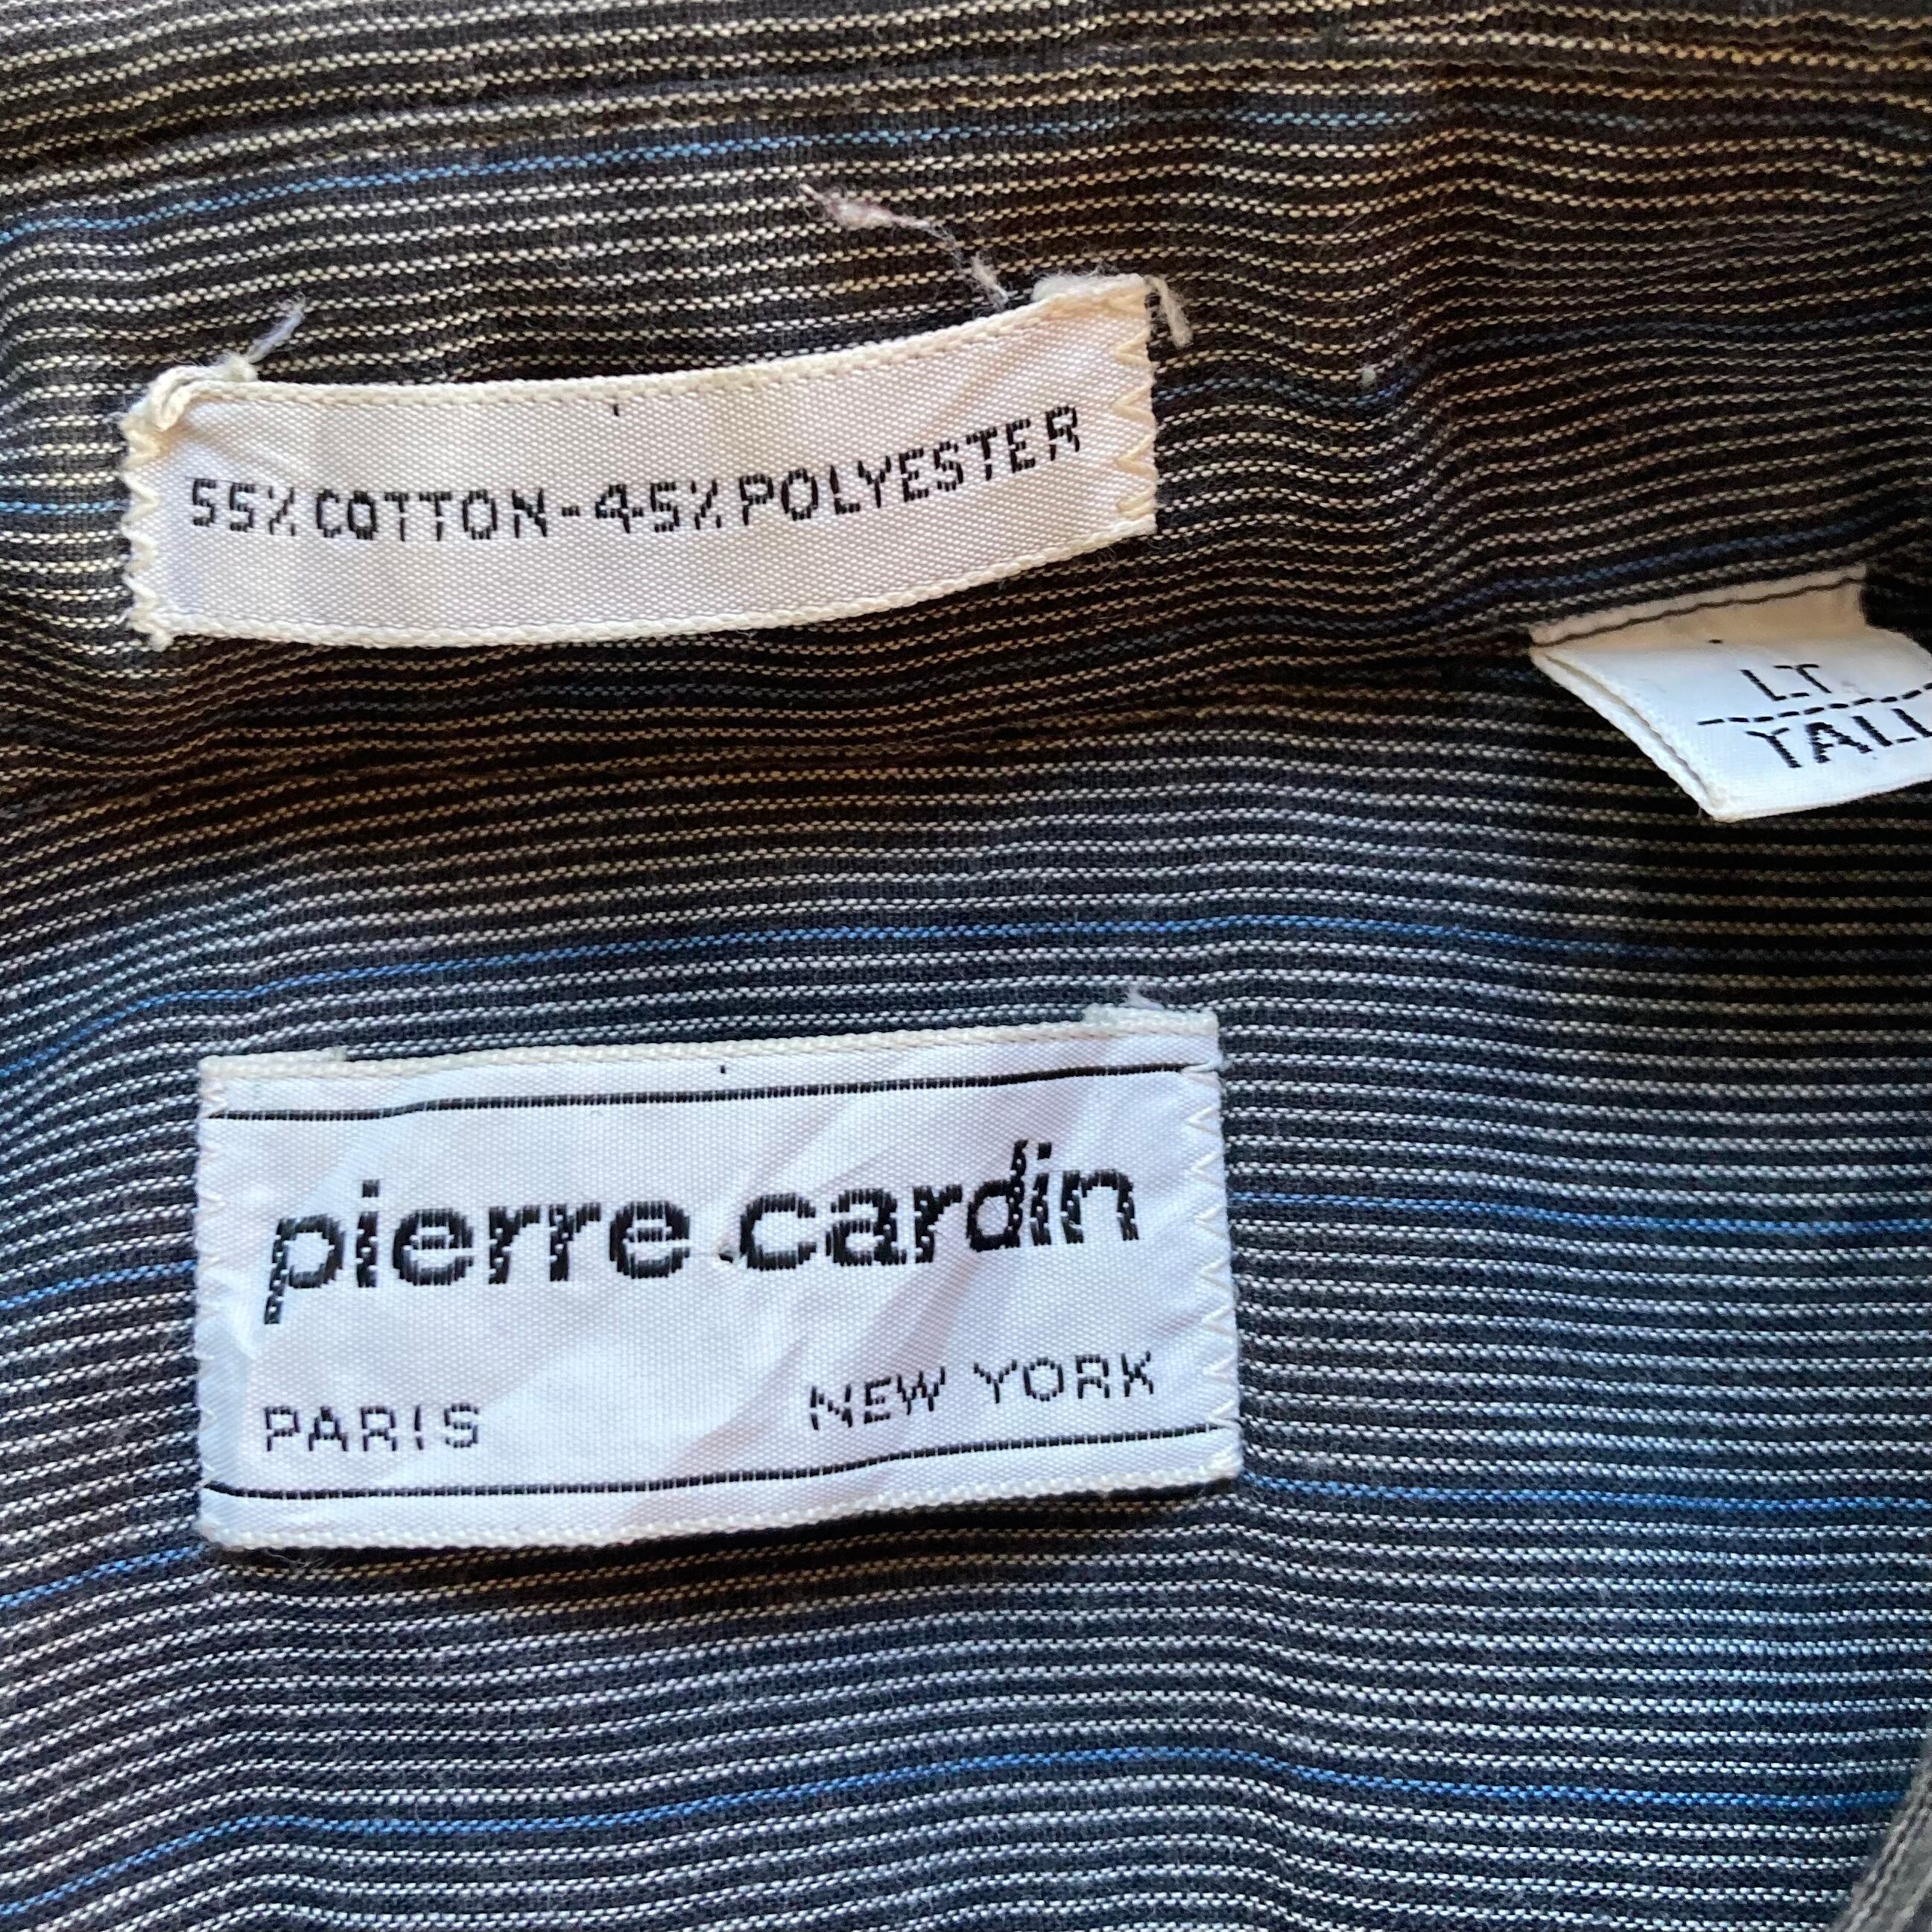 55% COTTON-45% POLYESTER
LT
TALL
pierre cardin
PARIS NEW YORK